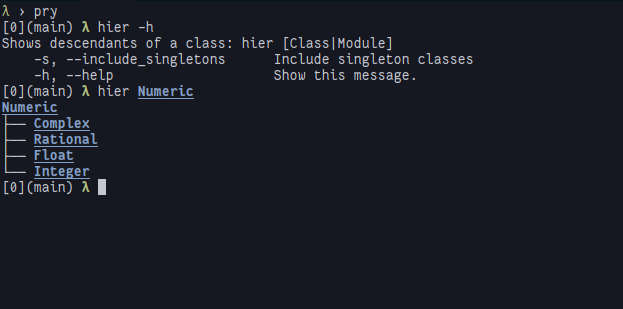 λ › pry
[0](main) λ hier -h
Shows descendants of a class: hier [Class|Module]
    -s, --include_singletons      Include singleton classes
    -h, --help                    Show this message.
[0](main) λ hier Numeric
Numeric
├── Complex
├── Rational
├── Float
└── Integer
[0](main) λ